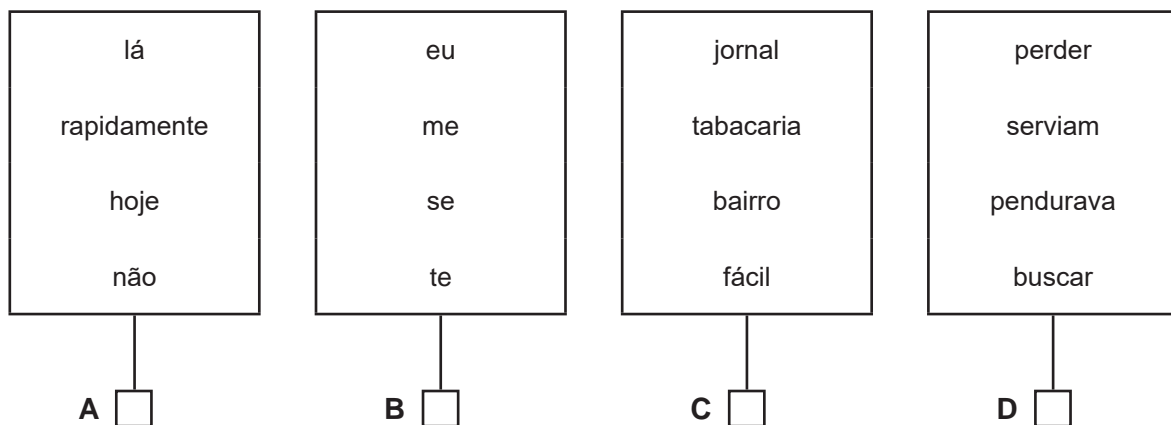 lá
rapidamente
hoje
não
A
eu
me
se
te
B
jornal
tabacaria
bairro
fácil
C
perder
serviam
pendurava
buscar
D